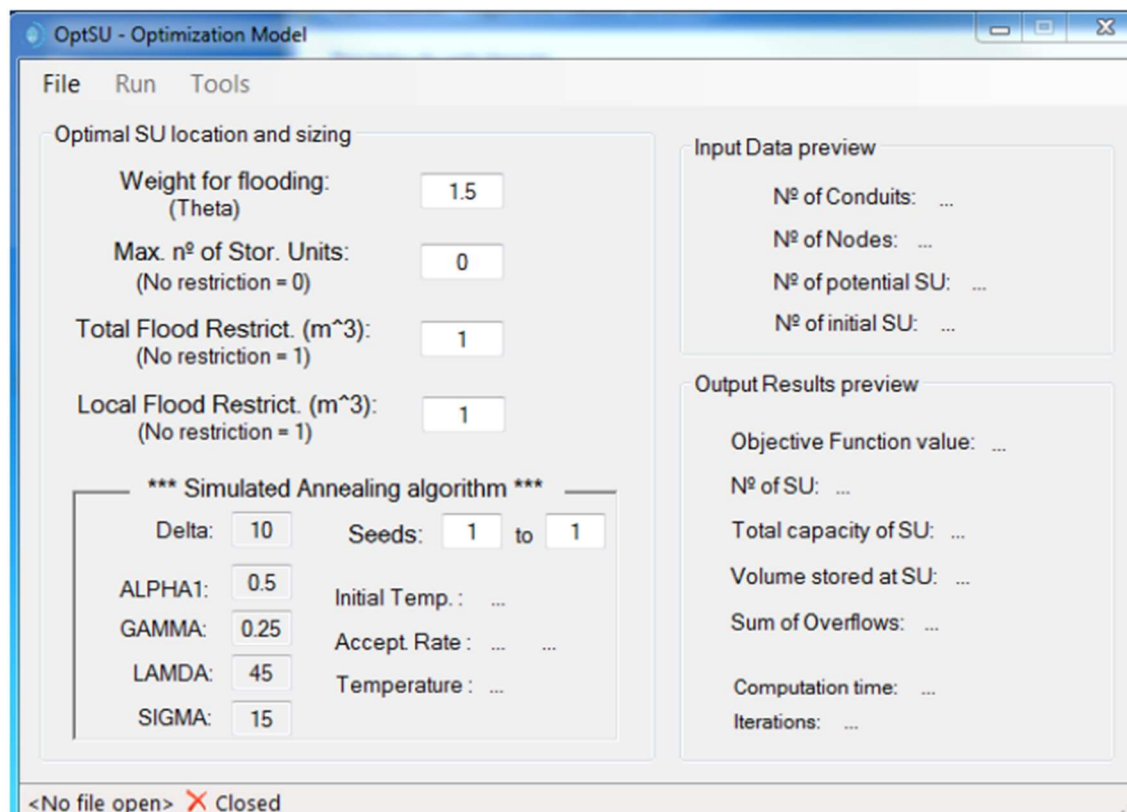 OptSU - Optimization Model
File Run Tools
Optimal SU location and sizing
Weight for flooding: 1.5
(Theta)
Max. nº of Stor. Units: 0
(No restriction = 0)
Total Flood Restrict. (m^3): 1
(No restriction = 1)
Local Flood Restrict. (m^3): 1
(No restriction = 1)
*** Simulated Annealing algorithm ***
Delta: 10 Seeds: 1 to 1
ALPHA1: 0.5
Initial Temp. : ...
GAMMA: 0.25
Accept. Rate : ... ...
LAMDA: 45
Temperature : ...
SIGMA: 15
Input Data preview
Nº of Conduits: ...
Nº of Nodes: ...
Nº of potential SU: ...
Nº of initial SU: ...
Output Results preview
Objective Function value: ...
Nº of SU: ...
Total capacity of SU: ...
Volume stored at SU: ...
Sum of Overflows: ...
Computation time: ...
Iterations: ...
<No file open> ❌ Closed